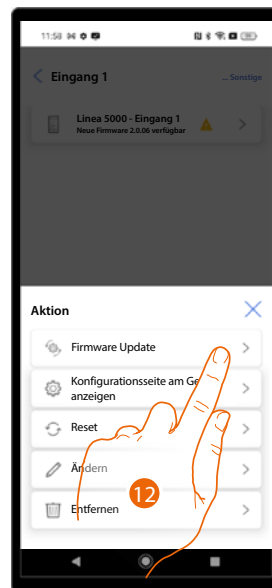 11:53
Eingang 1
... Sonstige
Linea 5000 - Eingang 1
Neue Firmware 2.0.06 verfügbar
Aktion
Firmware Update
Konfigurationsseite am Ge
anzeigen
Reset
Ändern
12
Entfernen